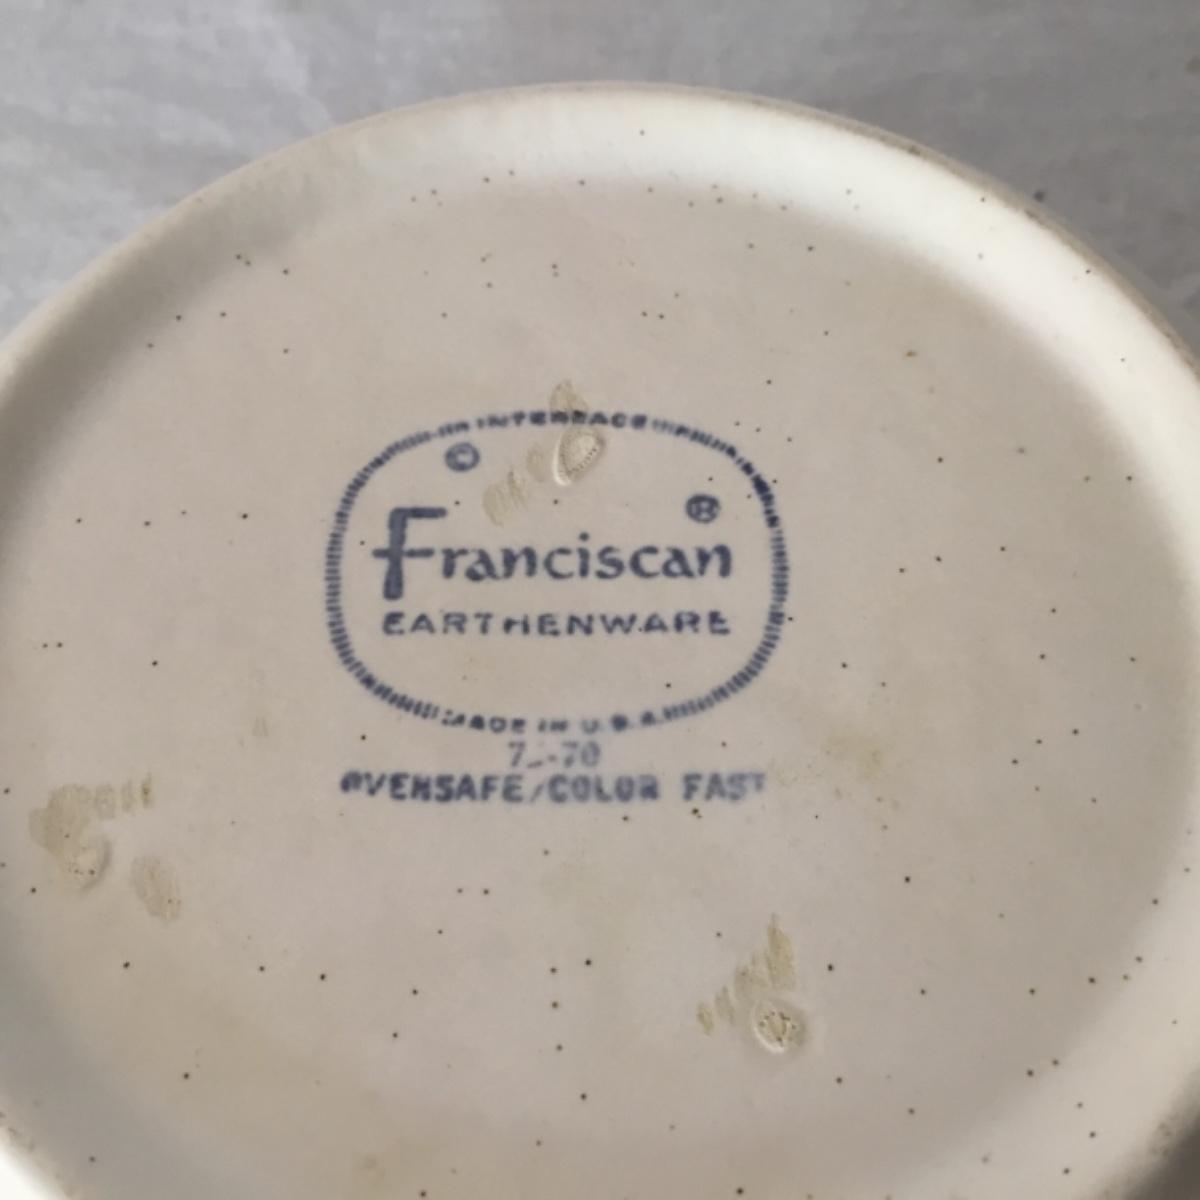 INTERPACE
©
Franciscan ®
EARTHENWARE
MADE IN U.S.A.
OVENSAFE/COLOR FAST